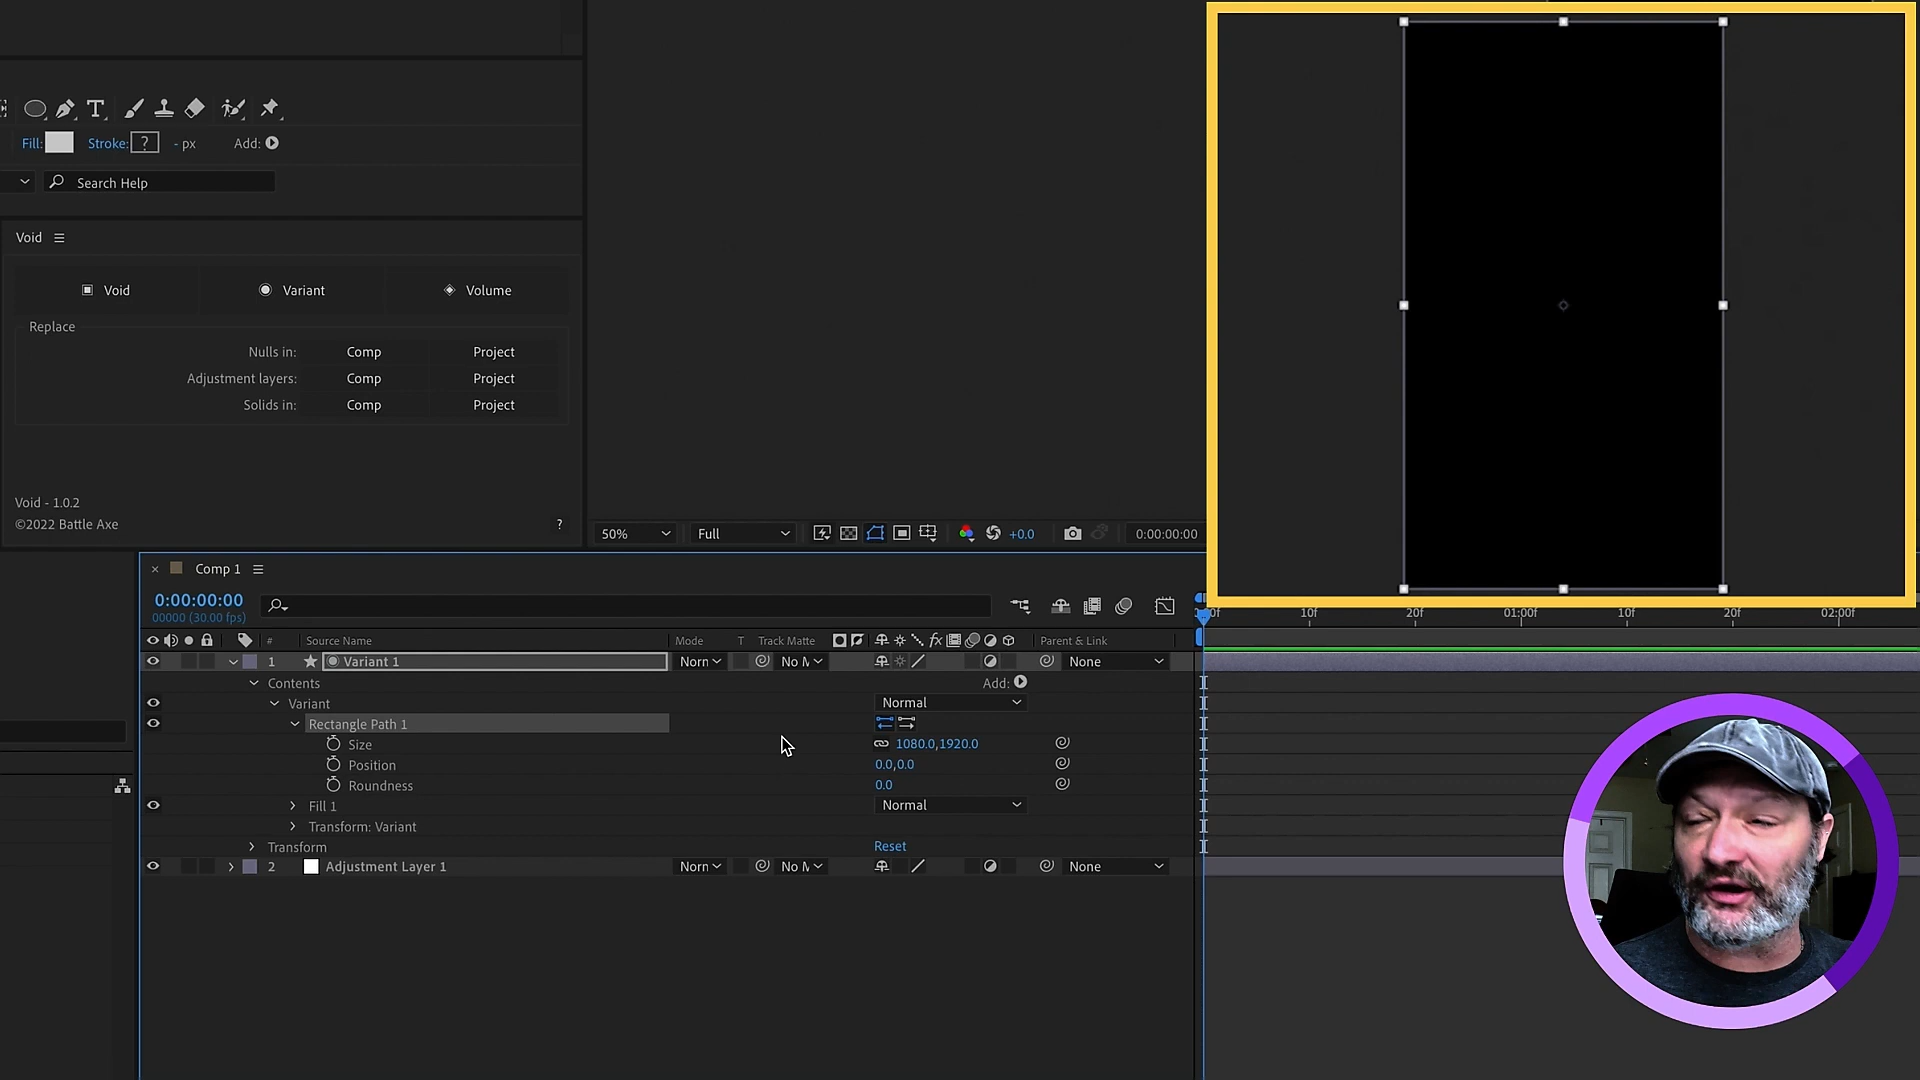 Fill:
Stroke: ?
- px
Add:
Search Help
Void
Void
Variant
Volume
Replace
Nulls in: Comp Project
Adjustment layers: Comp Project
Solids in: Comp Project
Void - 1.0.2
©2022 Battle Axe
?
50%
Full
+0.0
0:00:00:00
Comp 1
0:00:00:00
00000 (30.00 fps)
10f
20f
01:00f
10f
20f
02:00f
#
Source Name
Mode
T
Track Matte
fx
Parent & Link
1
Variant 1
Norn
No M
None
Contents
Add:
Variant
Normal
Rectangle Path 1
Size
1080.0,1920.0
Position
0.0,0.0
Roundness
0.0
Fill 1
Normal
Transform: Variant
Transform
Reset
2
Adjustment Layer 1
Norn
No M
None